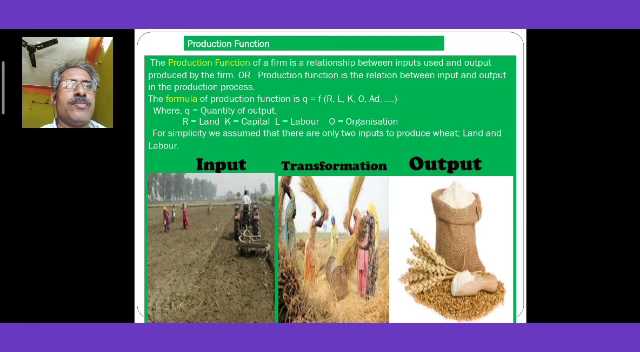 Production Function
The Production Function of a firm is a relationship between inputs used and output
produced by the firm. OR Production function is the relation between input and output
in the production process.
The formula of production function is q = f (R, L, K, O, Ad, ....)
Where, q = Quantity of output,
R = Land K = Capital L = Labour O = Organisation
For simplicity we assumed that there are only two inputs to produce wheat; Land and
Labour.
Input Transformation Output